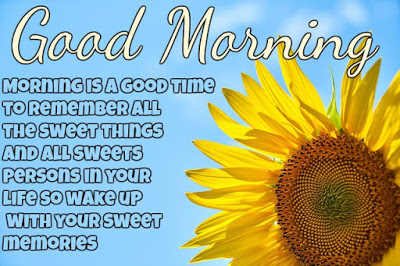 Good Morning
Morning is a good time
to remember all
the sweet things
and all sweets
persons in your
life so wake up
with your sweet
memories